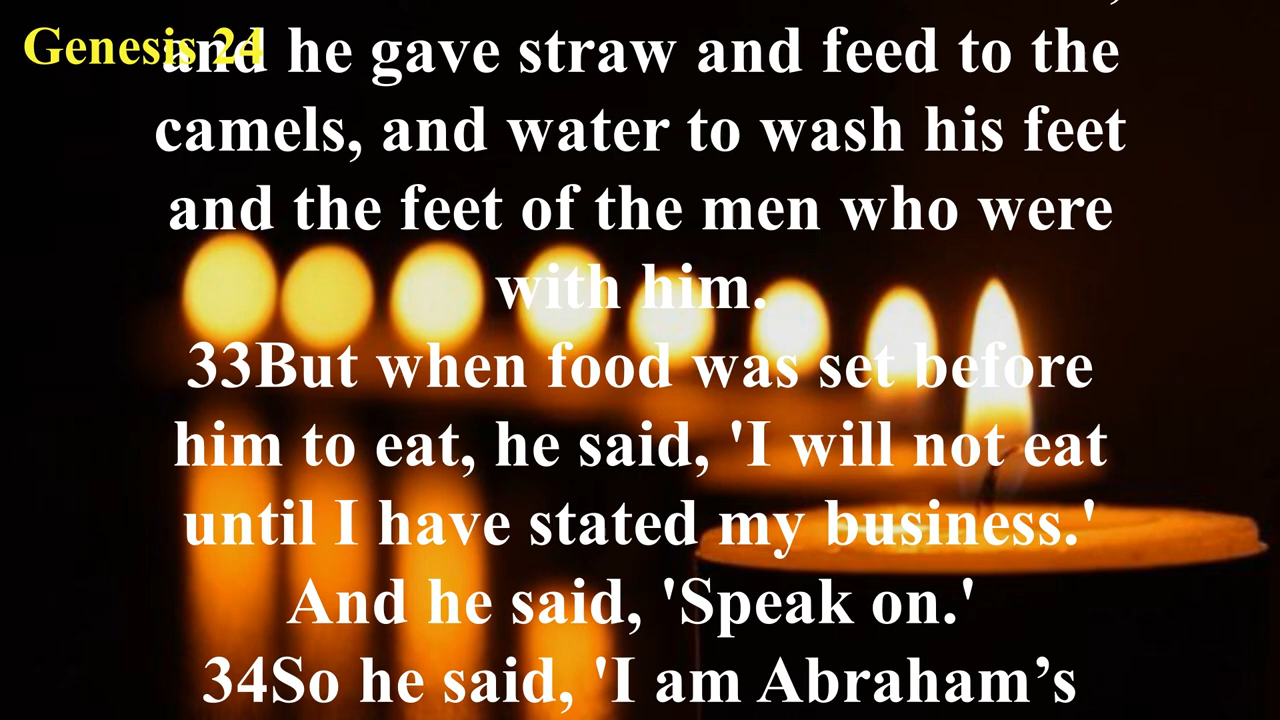 Genesis 24
and he gave straw and feed to the
camels, and water to wash his feet
and the feet of the men who were
with him.
33But when food was set before
him to eat, he said, 'I will not eat
until I have stated my business.'
And he said, 'Speak on.'
34So he said, 'I am Abraham’s